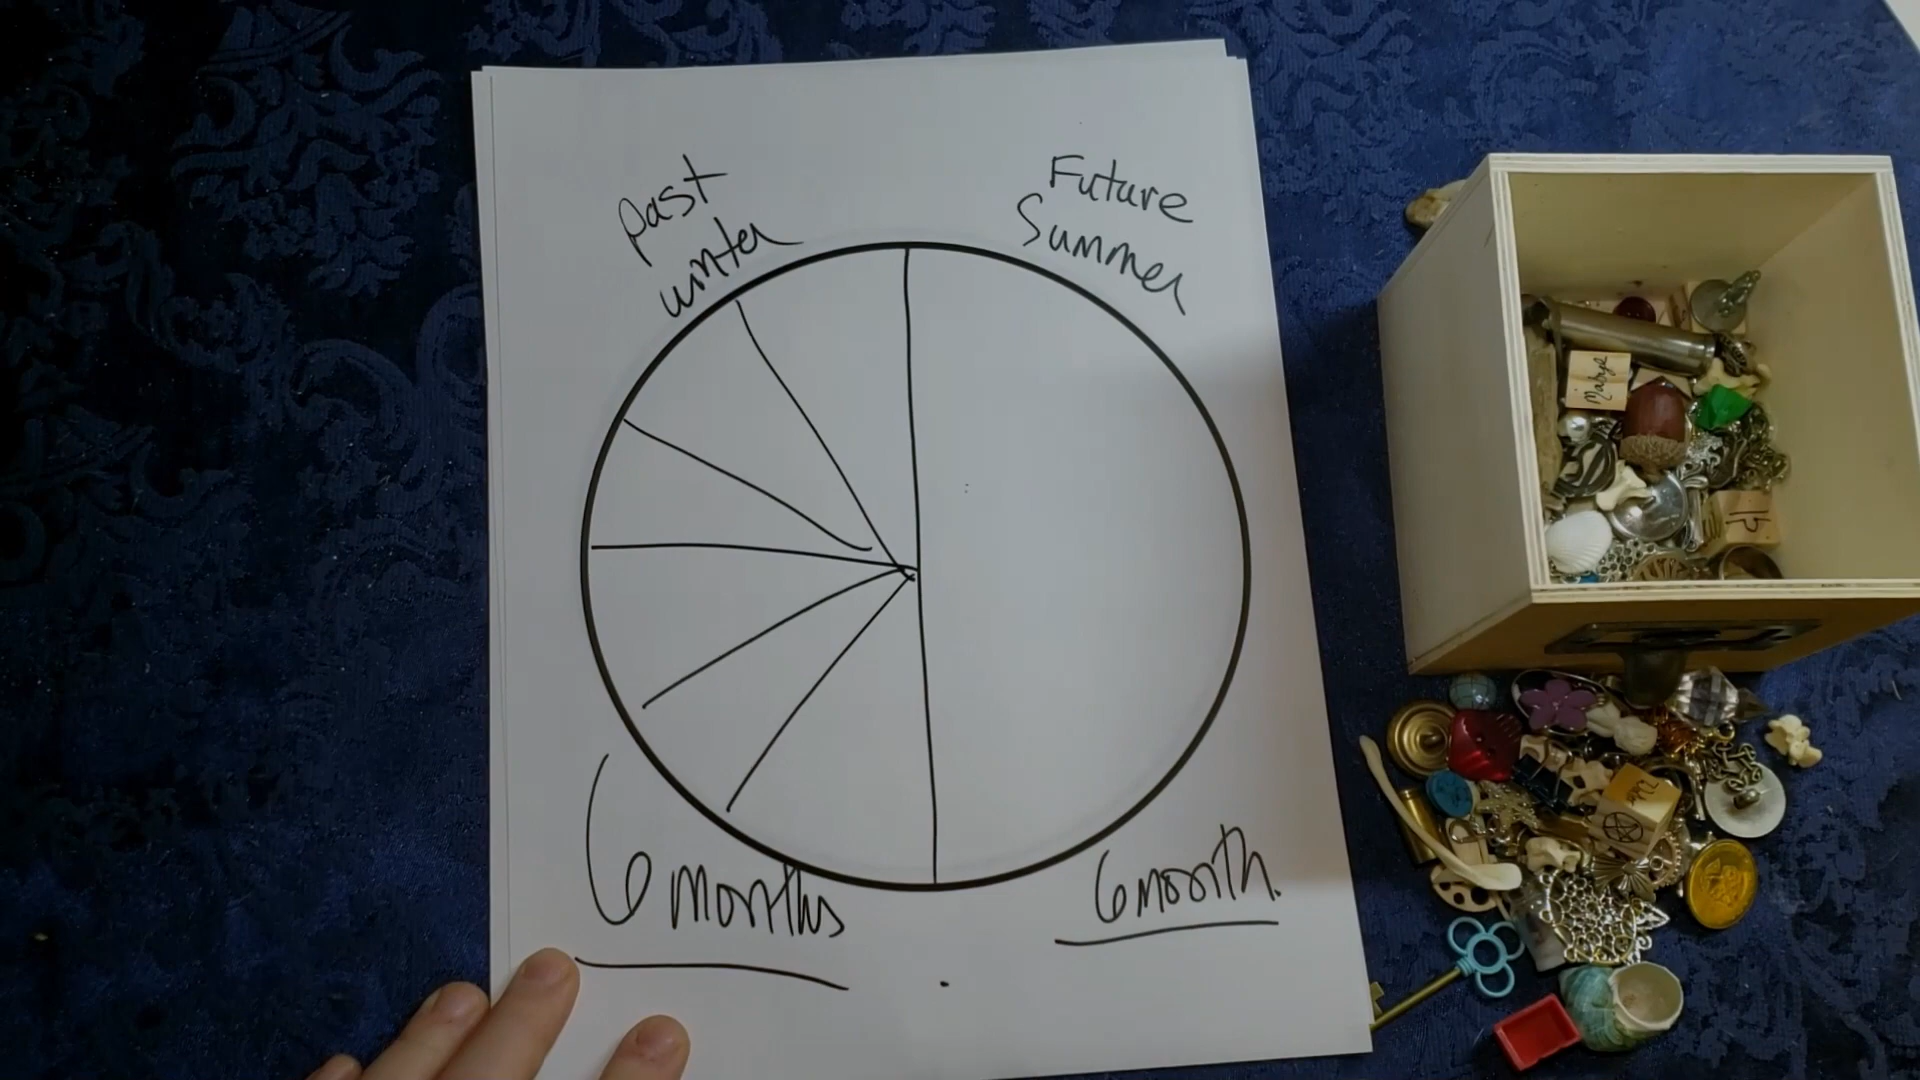 past
winter
Future
Summer
6 months
6 month.